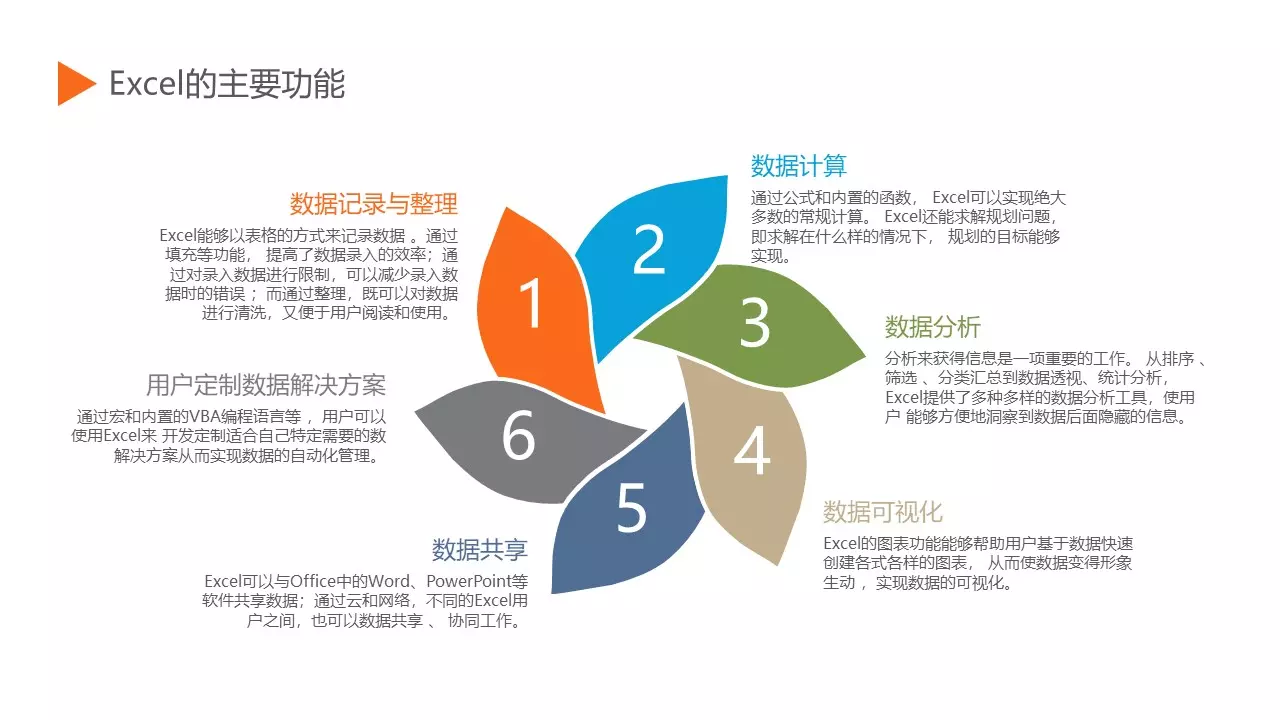 Excel的主要功能
1
数据记录与整理
Excel能够以表格的方式来记录数据 。通过
填充等功能， 提高了数据录入的效率；通
过对录入数据进行限制，可以减少录入数
据时的错误 ；而通过整理，既可以对数据
进行清洗，又便于用户阅读和使用。
2
数据计算
通过公式和内置的函数， Excel可以实现绝大
多数的常规计算。 Excel还能求解规划问题，
即求解在什么样的情况下， 规划的目标能够
实现。
3
数据分析
分析来获得信息是一项重要的工作。 从排序 、
筛选 、分类汇总到数据透视、统计分析，
Excel提供了多种多样的数据分析工具，使用
户 能够方便地洞察到数据后面隐藏的信息。
4
数据可视化
Excel的图表功能能够帮助用户基于数据快速
创建各式各样的图表， 从而使数据变得形象
生动 ，实现数据的可视化。
5
数据共享
Excel可以与Office中的Word、PowerPoint等
软件共享数据；通过云和网络，不同的Excel用
户之间，也可以数据共享 、 协同工作。
6
用户定制数据解决方案
通过宏和内置的VBA编程语言等 ，用户可以
使用Excel来 开发定制适合自己特定需要的数
解决方案从而实现数据的自动化管理。